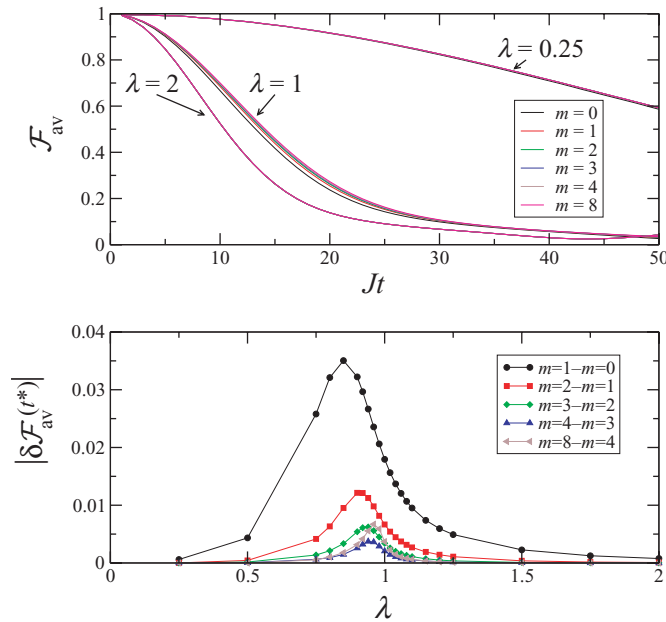 1
0.8
0.6
0.4
0.2
0
ℱav
λ = 2
λ = 1
λ = 0.25
m = 0
m = 1
m = 2
m = 3
m = 4
m = 8
0 10 20 30 40 50
Jt
0.04
0.03
0.02
0.01
0
|δℱav(t*)|
m=1–m=0
m=2–m=1
m=3–m=2
m=4–m=3
m=8–m=4
0 0.5 1 1.5 2
λ